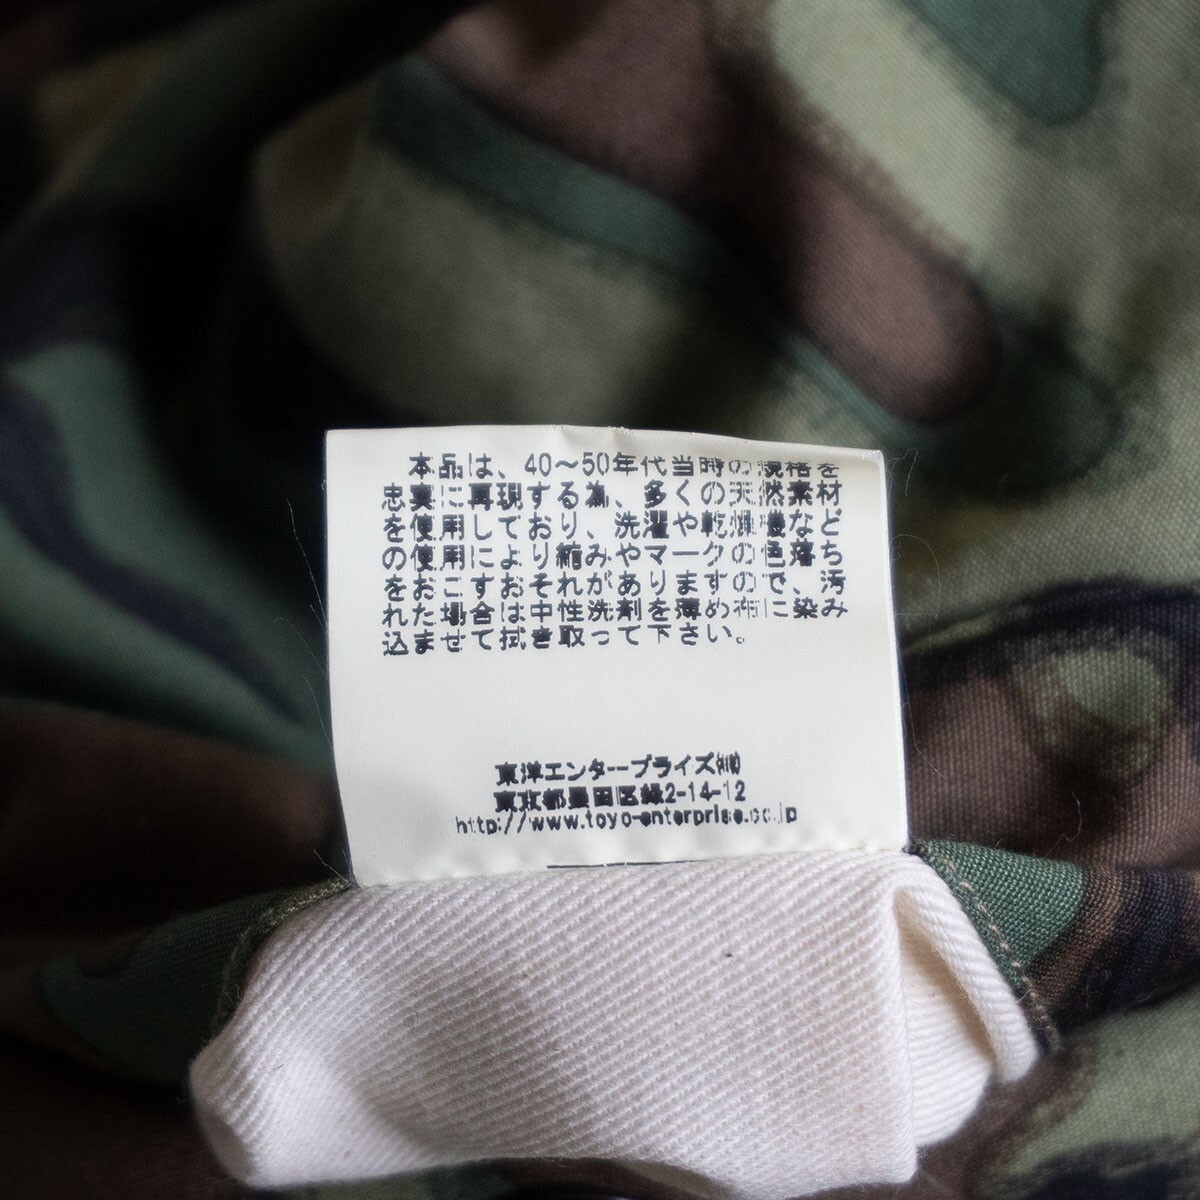 本品は、40〜50年代当時の規格を
忠実に再現する為、多くの天然素材
を使用しており、洗濯や乾燥機など
の使用により縮みやマークの色落ち
をおこすおそれがありますので、汚
れた場合は中性洗剤を薄め布に染み
込ませて拭き取って下さい。
東洋エンタープライズ㈱
東京都墨田区緑2-14-12
http://www.toyo-enterprise.co.jp